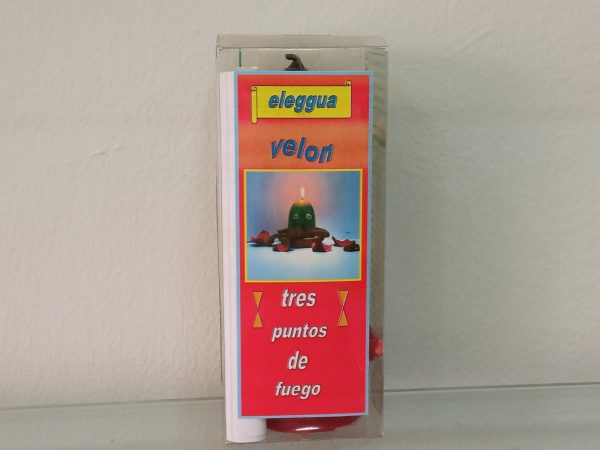 eleggua
velon
tres
puntos
de
fuego